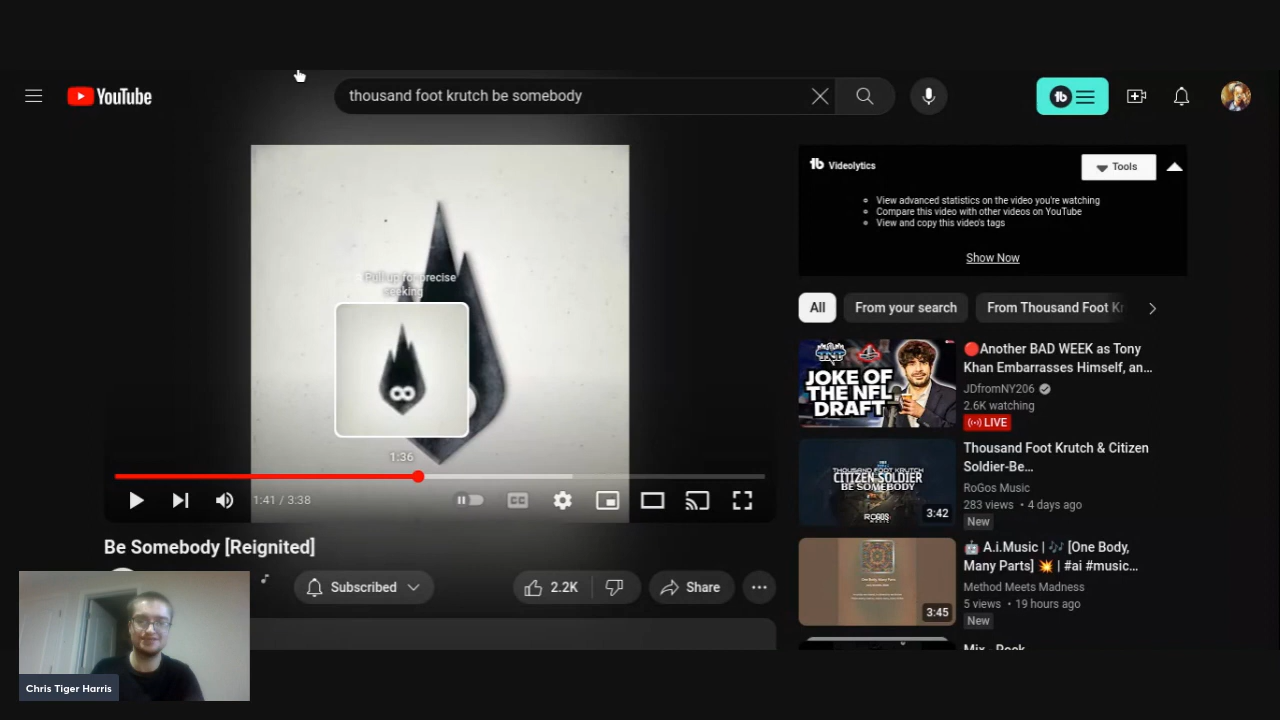 YouTube
thousand foot krutch be somebody
Pull up for precise
seeking
1:36
1:41 / 3:38
CC
Be Somebody [Reignited]
Subscribed
2.2K
Share
Chris Tiger Harris
tb Videolytics
Tools
View advanced statistics on the video you're watching
Compare this video with other videos on YouTube
View and copy this video's tags
Show Now
All
From your search
From Thousand Foot Kr
JOKE OF
THE NFL
DRAFT
🔴Another BAD WEEK as Tony
Khan Embarrasses Himself, an...
JDfromNY206
2.6K watching
LIVE
THOUSAND FOOT KRUTCH
CITIZEN SOLDIER
BE SOMEBODY
ROGOS
3:42
Thousand Foot Krutch & Citizen
Soldier-Be...
RoGos Music
283 views • 4 days ago
New
3:45
🤖 A.i.Music | 🎶 [One Body,
Many Parts] 💥 | #ai #music...
Method Meets Madness
5 views • 19 hours ago
New
Mix - Rock